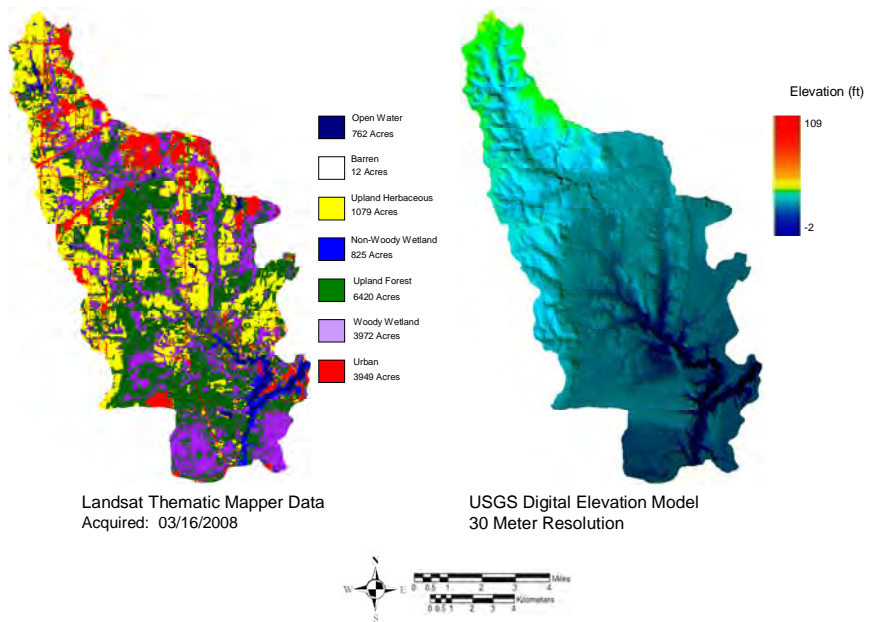 Open Water
762 Acres
Barren
12 Acres
Upland Herbaceous
1079 Acres
Non-Woody Wetland
825 Acres
Upland Forest
6420 Acres
Woody Wetland
3972 Acres
Urban
3949 Acres
Elevation (ft)
109
-2
Landsat Thematic Mapper Data
Acquired: 03/16/2008
USGS Digital Elevation Model
30 Meter Resolution
N
W E
S
Miles
0 0.5 1 2 3 4
Kilometers
0 0.5 1 2 3 4